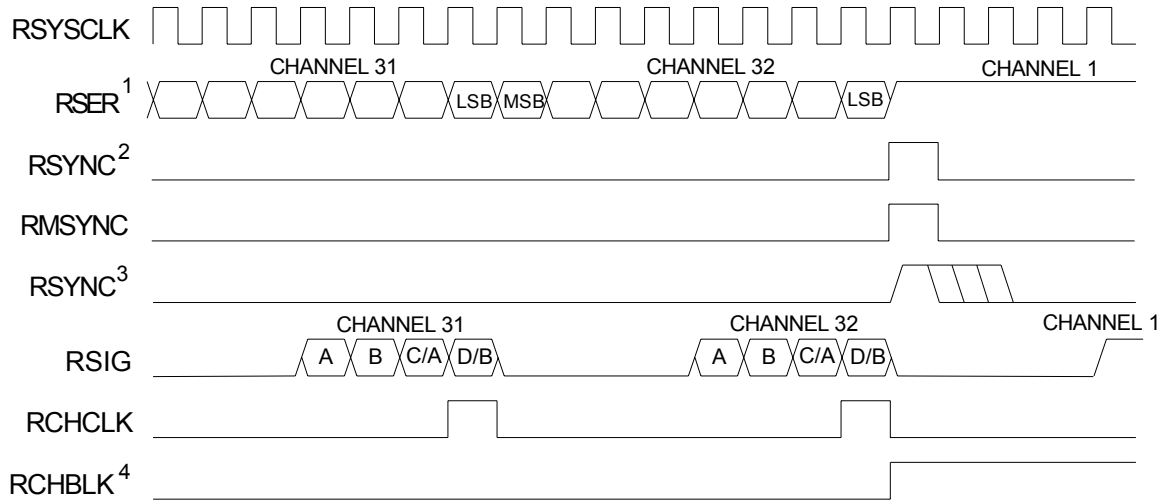 RSYSCLK
CHANNEL 31 CHANNEL 32 CHANNEL 1
RSER1 LSB MSB LSB
RSYNC2
RMSYNC
RSYNC3
CHANNEL 31 CHANNEL 32 CHANNEL 1
RSIG A B C/A D/B A B C/A D/B
RCHCLK
RCHBLK4